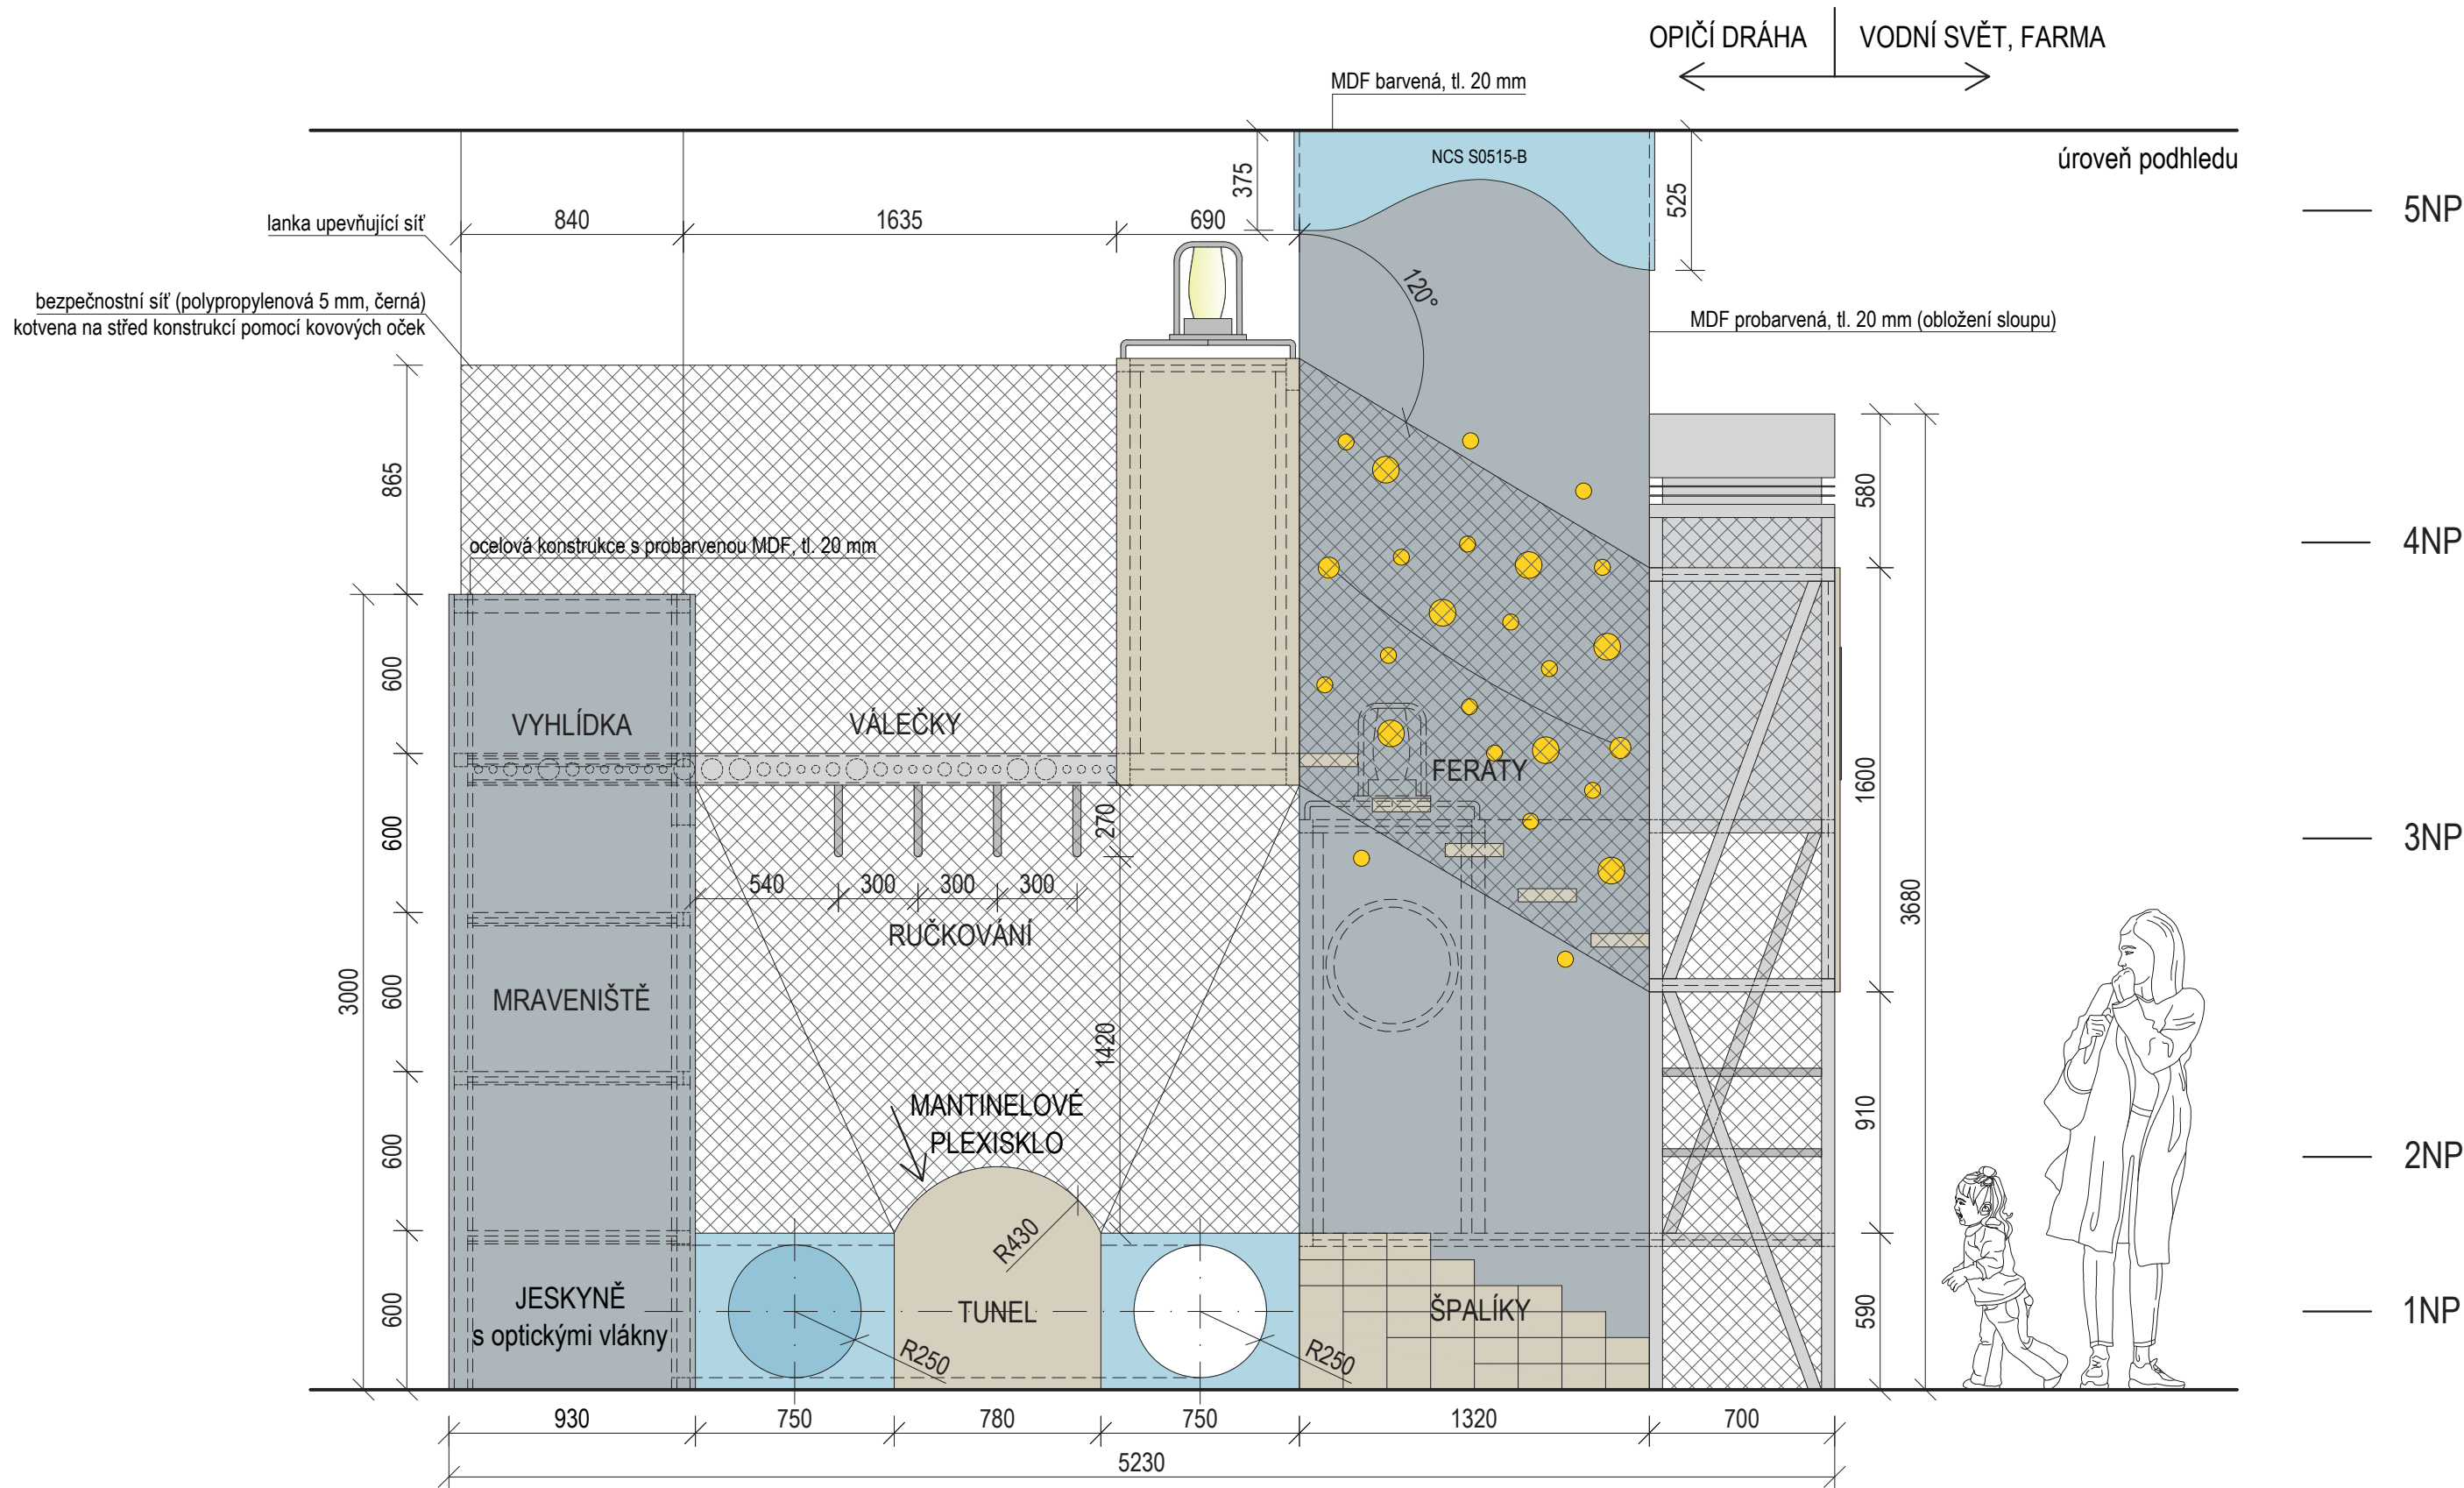 OPIČÍ DRÁHA
VODNÍ SVĚT, FARMA
MDF barvená, tl. 20 mm
NCS S0515-B
úroveň podhledu
375
525
5NP
840
1635
690
lanka upevňující síť
120°
bezpečnostní síť (polypropylenová 5 mm, černá)
kotvena na střed konstrukcí pomocí kovových oček
MDF probarvená, tl. 20 mm (obložení sloupu)
865
580
ocelová konstrukce s probarvenou MDF, tl. 20 mm
4NP
600
VYHLÍDKA
VÁLEČKY
FERATY
1600
600
270
3NP
540
300
300
300
RUČKOVÁNÍ
3680
3000
600
MRAVENIŠTĚ
1420
MANTINELOVÉ
PLEXISKLO
910
600
2NP
R430
600
JESKYNĚ
s optickými vlákny
TUNEL
ŠPALÍKY
590
1NP
R250
R250
930
750
780
750
1320
700
5230